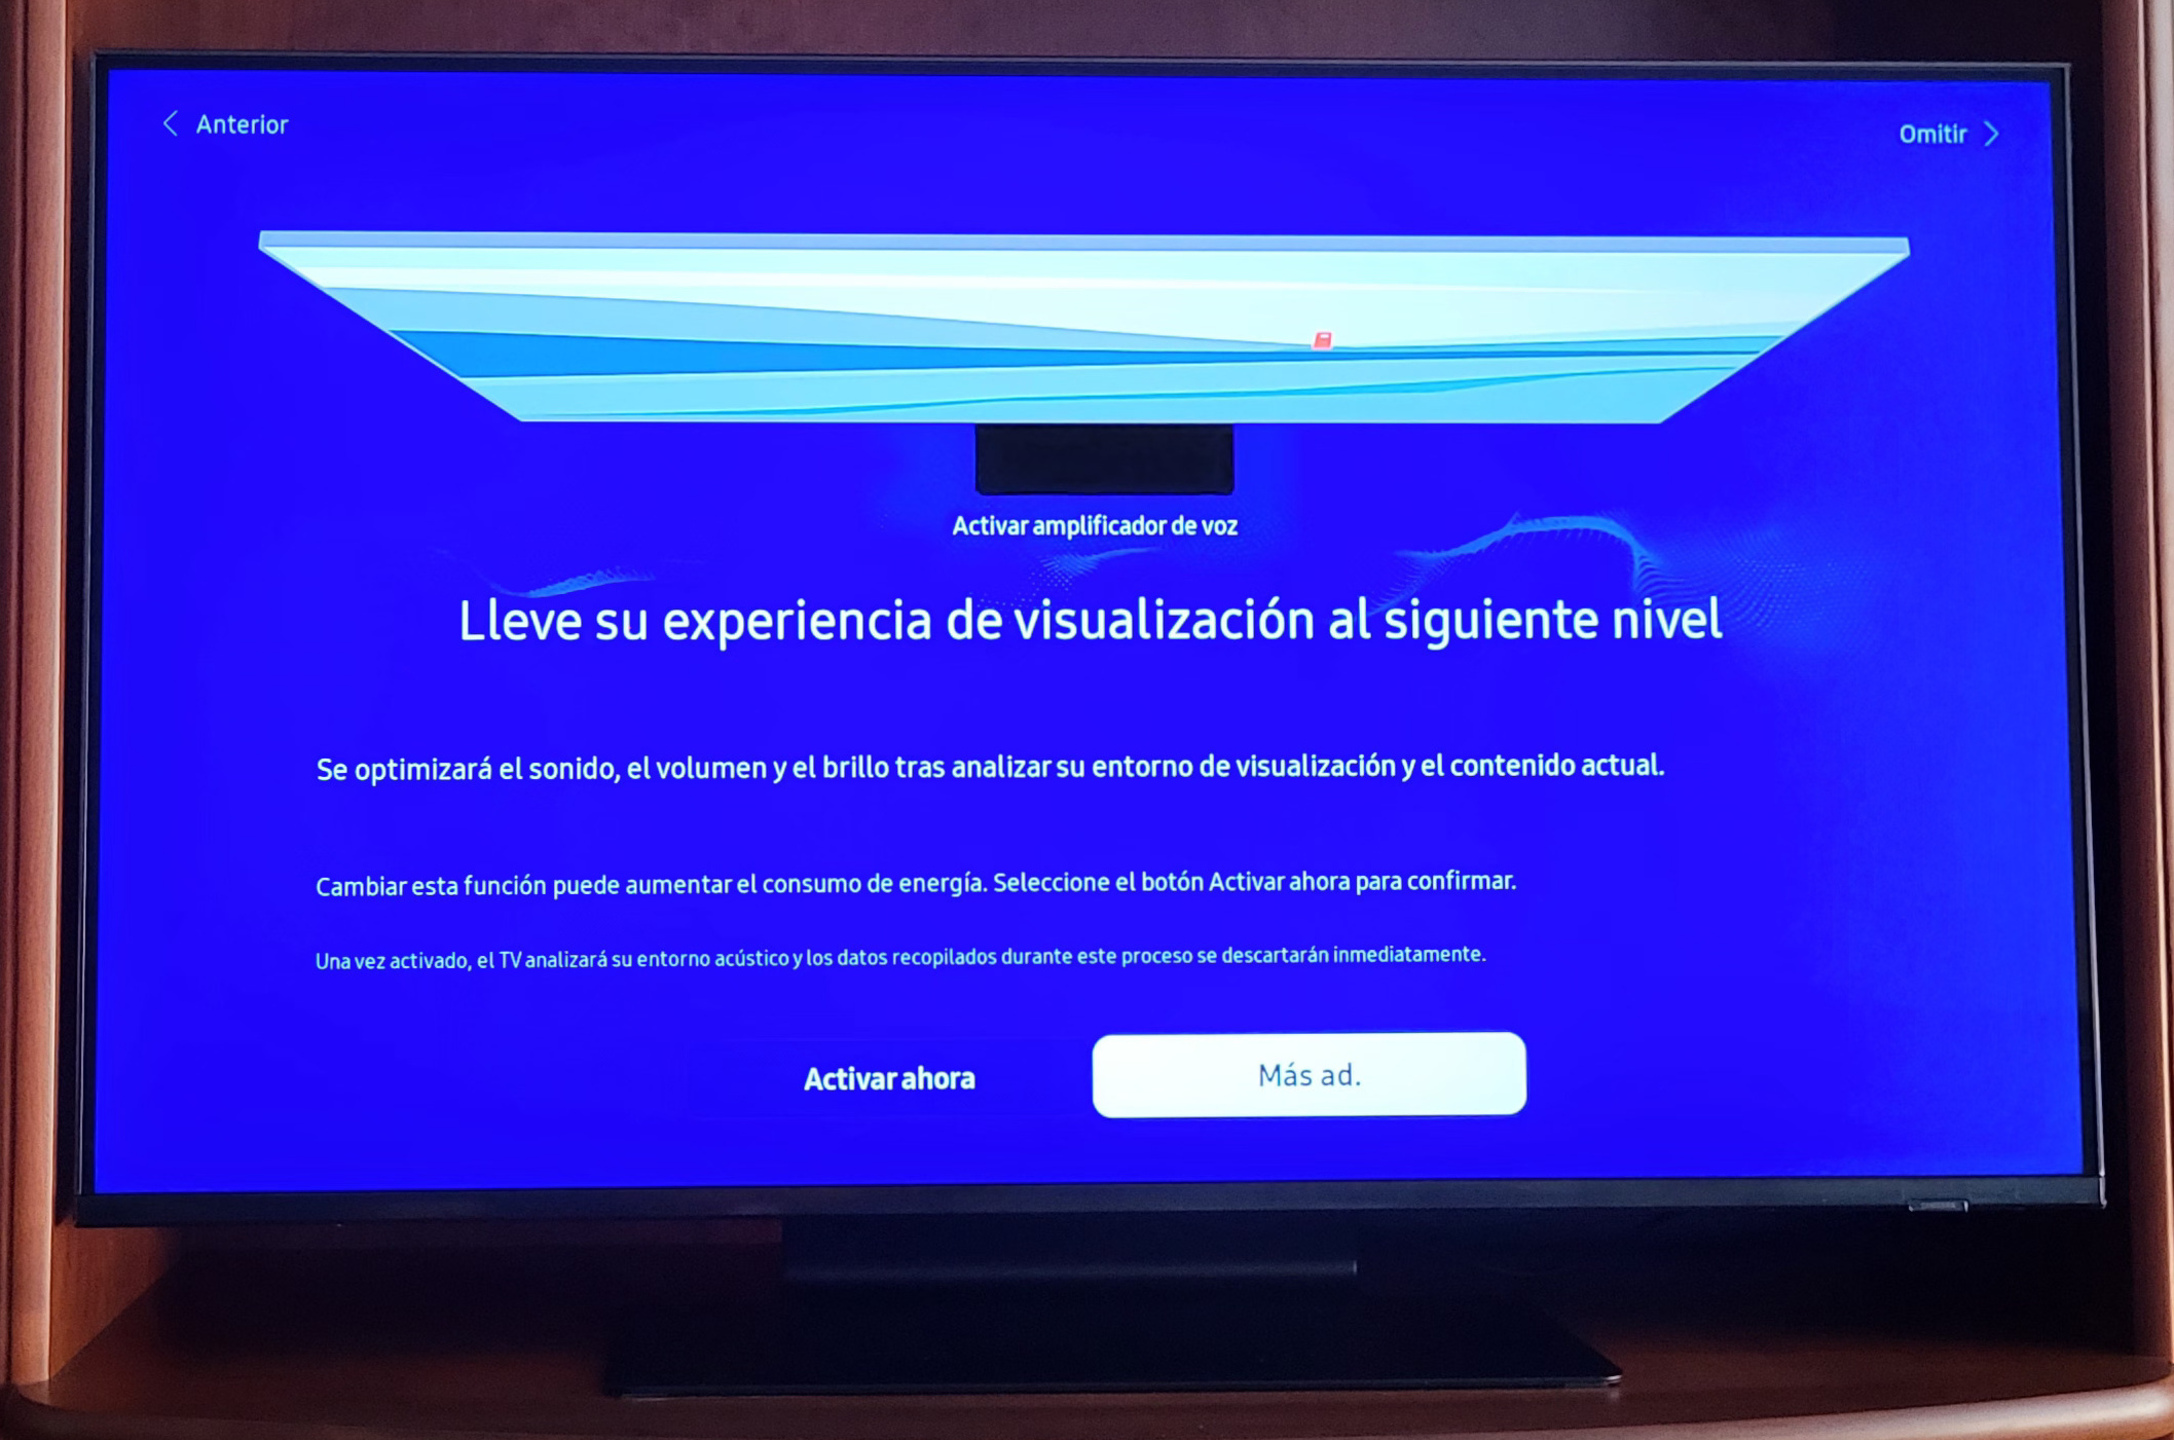 Anterior
Omitir
Activar amplificador de voz
Lleve su experiencia de visualización al siguiente nivel
Se optimizará el sonido, el volumen y el brillo tras analizar su entorno de visualización y el contenido actual.
Cambiar esta función puede aumentar el consumo de energía. Seleccione el botón Activar ahora para confirmar.
Una vez activado, el TV analizará su entorno acústico y los datos recopilados durante este proceso se descartarán inmediatamente.
Activar ahora
Más ad.